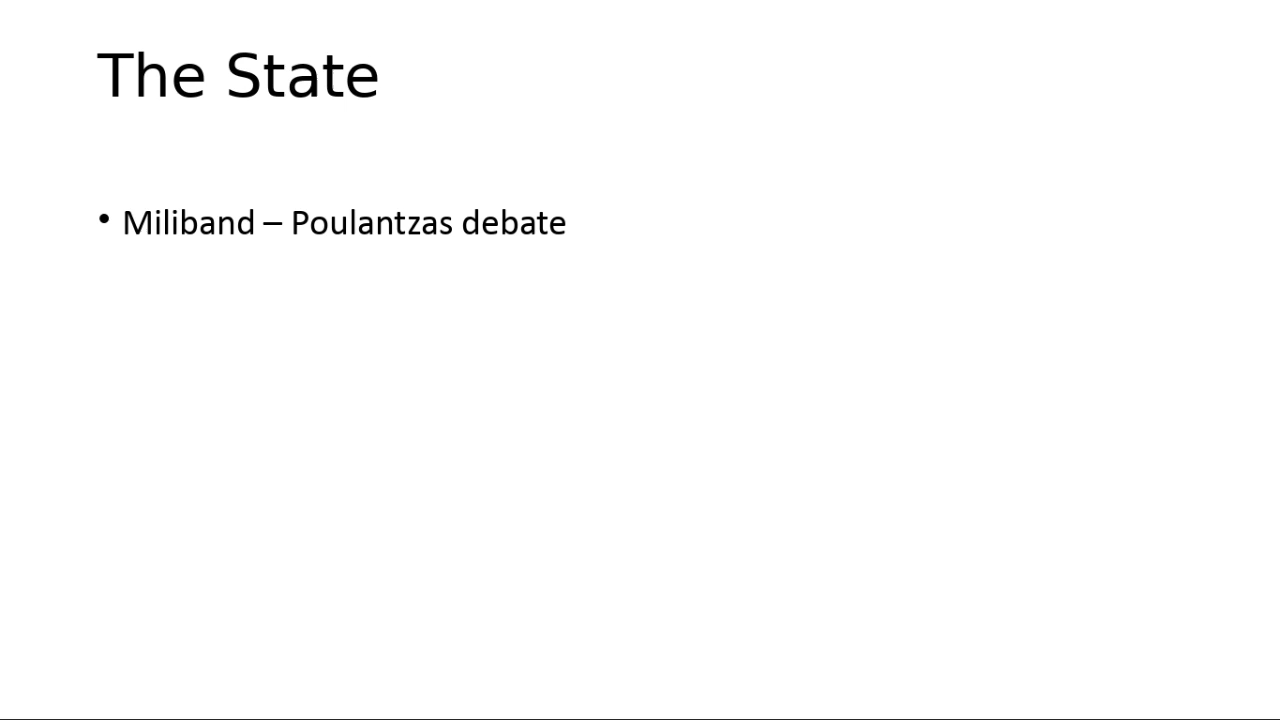 The State
• Miliband – Poulantzas debate